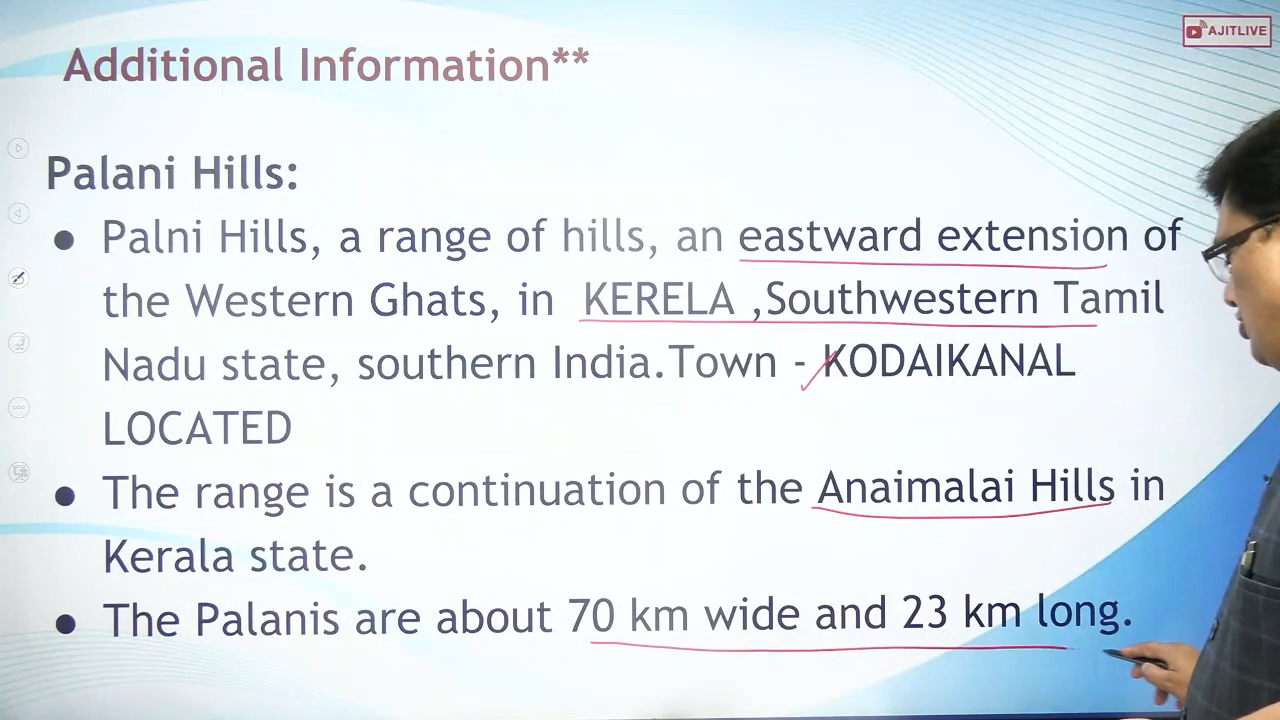 AJITLIVE
Additional Information**
Palani Hills:
● Palni Hills, a range of hills, an eastward extension of
the Western Ghats, in KERELA ,Southwestern Tamil
Nadu state, southern India.Town - KODAIKANAL
LOCATED
● The range is a continuation of the Anaimalai Hills in
Kerala state.
● The Palanis are about 70 km wide and 23 km long.